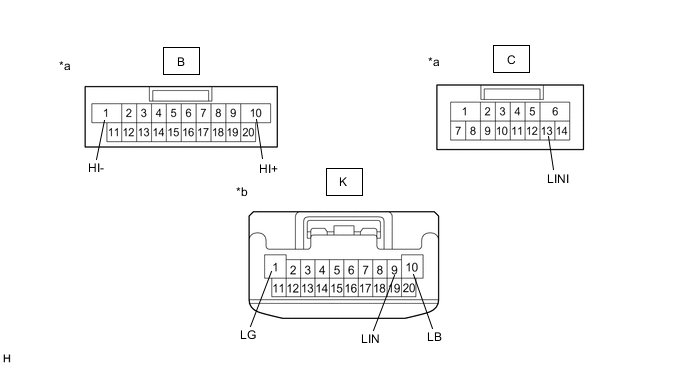 *a
B
1 2 3 4 5 6 7 8 9 10
11 12 13 14 15 16 17 18 19 20
HI-
HI+
*a
C
1 2 3 4 5 6
7 8 9 10 11 12 13 14
LINI
*b
K
1 2 3 4 5 6 7 8 9 10
11 12 13 14 15 16 17 18 19 20
LG
LIN
LB
H